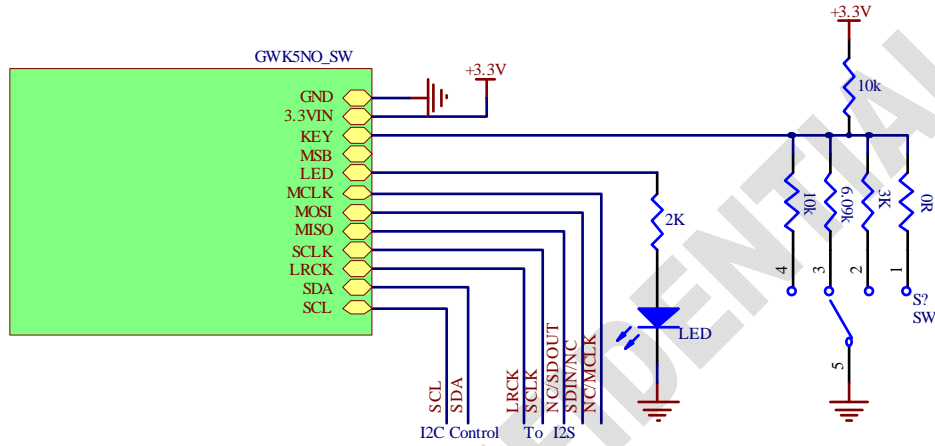 GWK5NO_SW
+3.3V
+3.3V
GND
3.3VIN
KEY
MSB
LED
MCLK
MOSI
MISO
SCLK
LRCK
SDA
SCL
10k
10k
6.09k
3K
0R
4
3
2
1
S?
SW
5
2K
LED
SCL
SDA
LRCK
SCLK
NC/SDOUT
SDIN/NC
NC/MCLK
I2C Control
To I2S